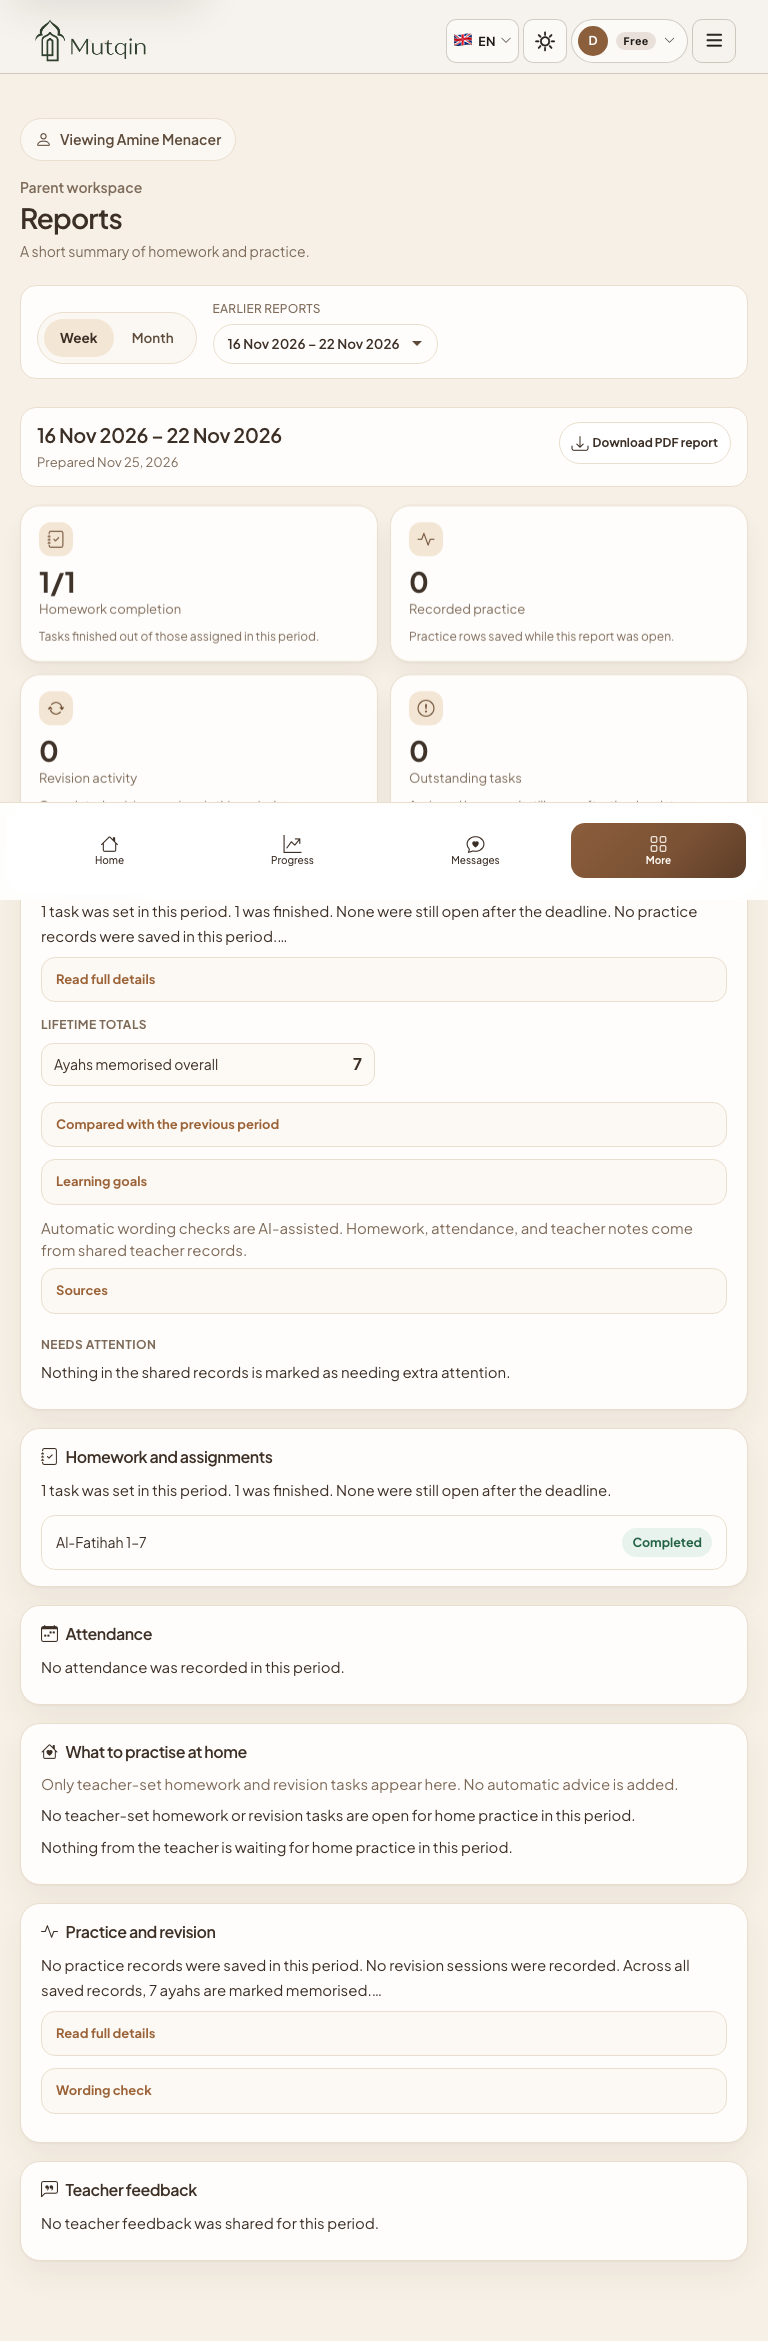 Mutqin
EN
D
Free
Viewing Amine Menacer
Parent workspace
Reports
A short summary of homework and practice.
Week
Month
EARLIER REPORTS
16 Nov 2026 – 22 Nov 2026
16 Nov 2026 – 22 Nov 2026
Prepared Nov 25, 2026
Download PDF report
1/1
Homework completion
Tasks finished out of those assigned in this period.
0
Recorded practice
Practice rows saved while this report was open.
0
Revision activity
0
Outstanding tasks
Home
Progress
Messages
More
1 task was set in this period. 1 was finished. None were still open after the deadline. No practice
records were saved in this period.…
Read full details
LIFETIME TOTALS
Ayahs memorised overall
7
Compared with the previous period
Learning goals
Automatic wording checks are AI-assisted. Homework, attendance, and teacher notes come
from shared teacher records.
Sources
NEEDS ATTENTION
Nothing in the shared records is marked as needing extra attention.
Homework and assignments
1 task was set in this period. 1 was finished. None were still open after the deadline.
Al-Fatihah 1–7
Completed
Attendance
No attendance was recorded in this period.
What to practise at home
Only teacher-set homework and revision tasks appear here. No automatic advice is added.
No teacher-set homework or revision tasks are open for home practice in this period.
Nothing from the teacher is waiting for home practice in this period.
Practice and revision
No practice records were saved in this period. No revision sessions were recorded. Across all
saved records, 7 ayahs are marked memorised.…
Read full details
Wording check
Teacher feedback
No teacher feedback was shared for this period.